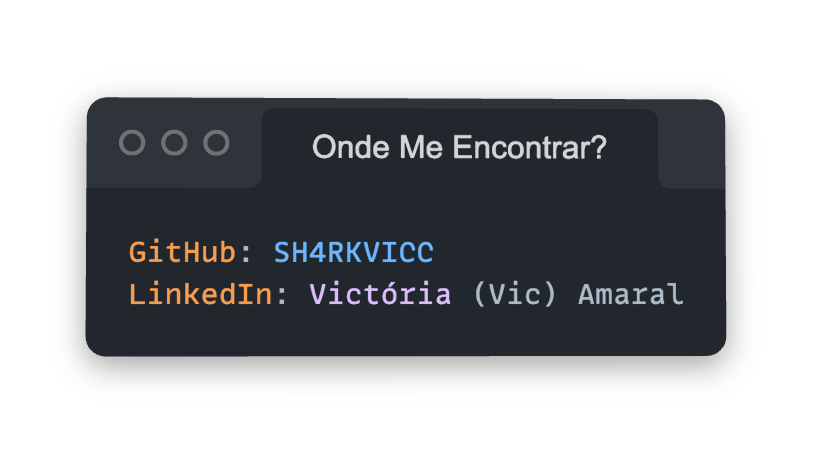 Onde Me Encontrar?
GitHub: SH4RKVICC
LinkedIn: Victória (Vic) Amaral